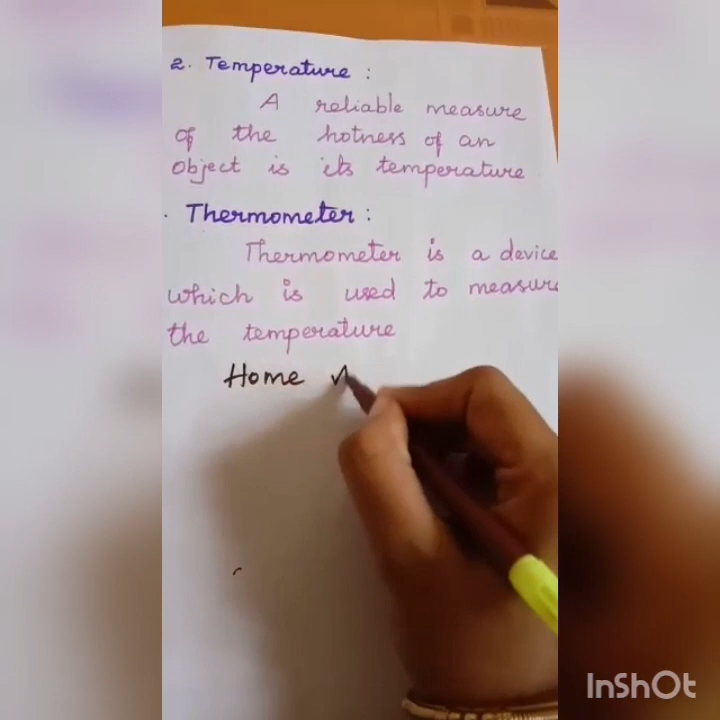 2. Temperature :
A reliable measure
of the hotness of an
object is its temperature
. Thermometer :
Thermometer is a device
which is used to measure
the temperature
Home
InShOt